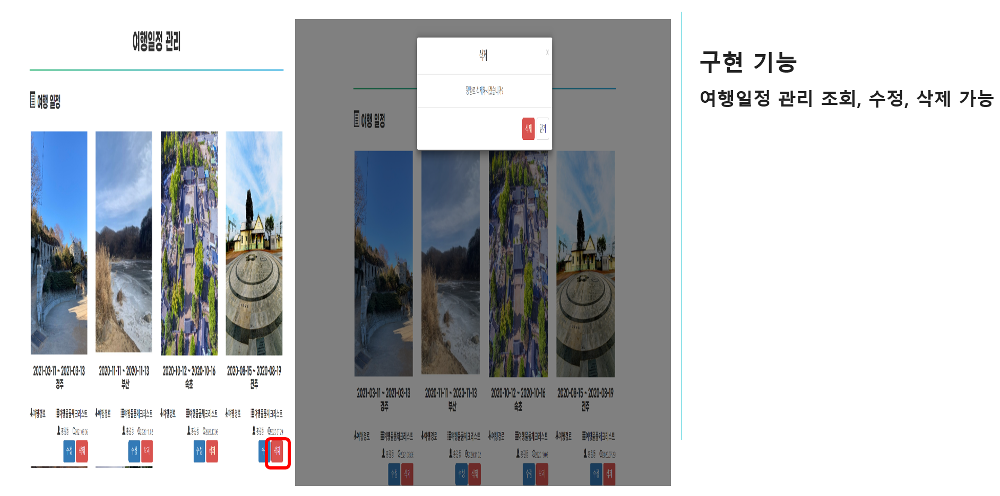 여행일정 관리
여행 일정
2021-03-11 ~ 2021-03-13
경주
2020-11-11 ~ 2020-11-13
부산
2020-10-12 ~ 2020-10-16
속초
2020-08-15 ~ 2020-08-19
전주
여행경로 여행물품체크리스트
여행경로 여행물품체크리스트
여행경로 여행물품체크리스트
여행경로 여행물품체크리스트
홍길동
홍길동 2020.11.02
홍길동
홍길동 2020.07.29
수정 삭제
수정 삭제
수정 삭제
수정 삭제
삭제
x
정말로 삭제하시겠습니까?
삭제 닫기
여행 일정
2021-03-11 ~ 2021-03-13
경주
2020-11-11 ~ 2020-11-13
부산
2020-10-12 ~ 2020-10-16
속초
2020-08-15 ~ 2020-08-19
전주
여행경로 여행물품체크리스트
여행경로 여행물품체크리스트
여행경로 여행물품체크리스트
여행경로 여행물품체크리스트
홍길동
홍길동 2020.11.02
홍길동
홍길동 2020.07.29
수정 삭제
수정 삭제
수정 삭제
수정 삭제
구현 기능
여행일정 관리 조회, 수정, 삭제 가능